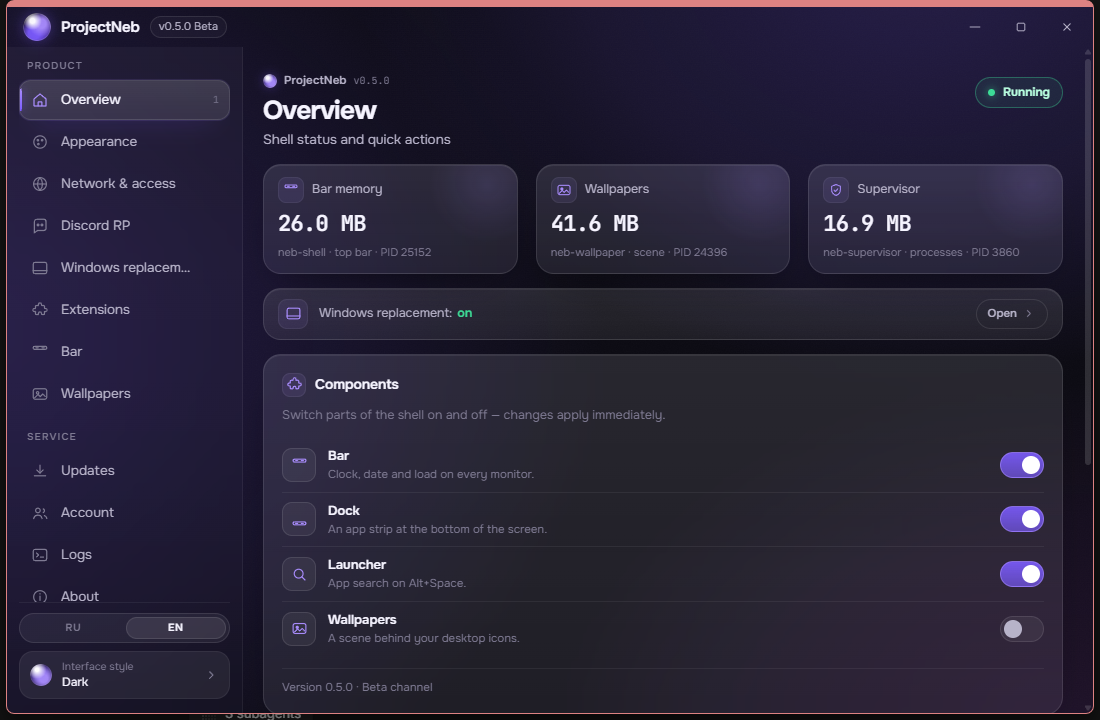 ProjectNeb
v0.5.0 Beta
PRODUCT
Overview
1
Appearance
Network & access
Discord RP
Windows replacem...
Extensions
Bar
Wallpapers
SERVICE
Updates
Account
Logs
About
RU
EN
Interface style
Dark
ProjectNeb v0.5.0
Overview
Shell status and quick actions
Running
Bar memory
26.0 MB
neb-shell · top bar · PID 25152
Wallpapers
41.6 MB
neb-wallpaper · scene · PID 24396
Supervisor
16.9 MB
neb-supervisor · processes · PID 3860
Windows replacement: on
Open
Components
Switch parts of the shell on and off — changes apply immediately.
Bar
Clock, date and load on every monitor.
Dock
An app strip at the bottom of the screen.
Launcher
App search on Alt+Space.
Wallpapers
A scene behind your desktop icons.
Version 0.5.0 · Beta channel
subagents